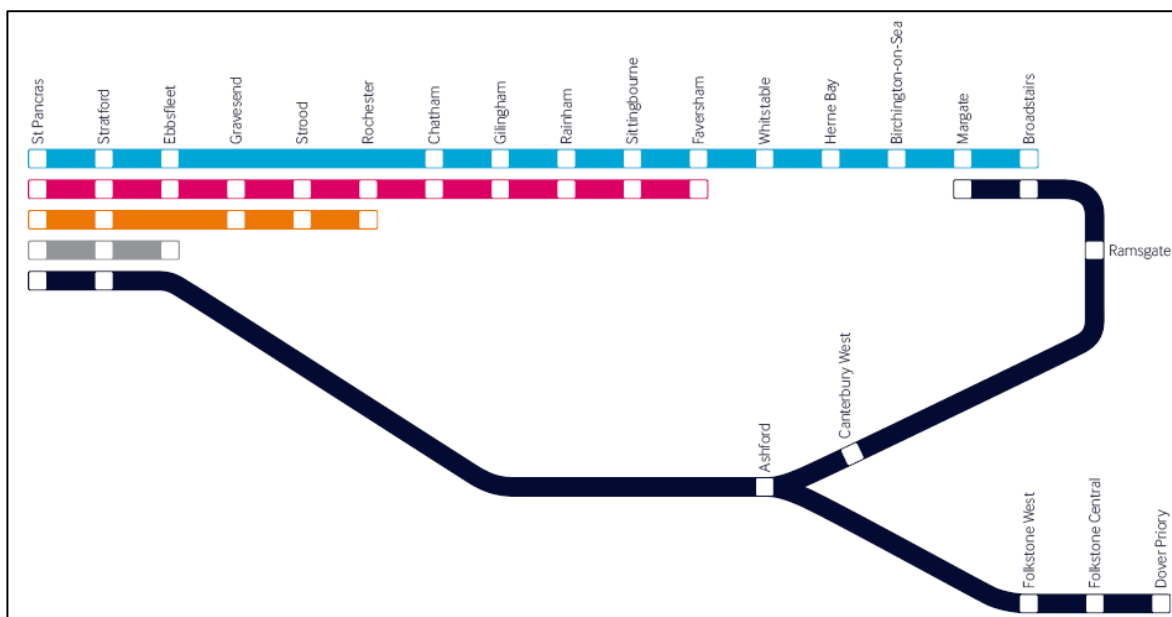 St Pancras
Stratford
Ebbsfleet
Gravesend
Strood
Rochester
Chatham
Gilingham
Rainham
Sittingbourne
Faversham
Whitstable
Herne Bay
Birchington-on-Sea
Margate
Broadstairs
Ramsgate
Canterbury West
Ashford
Folkstone West
Folkstone Central
Dover Priory